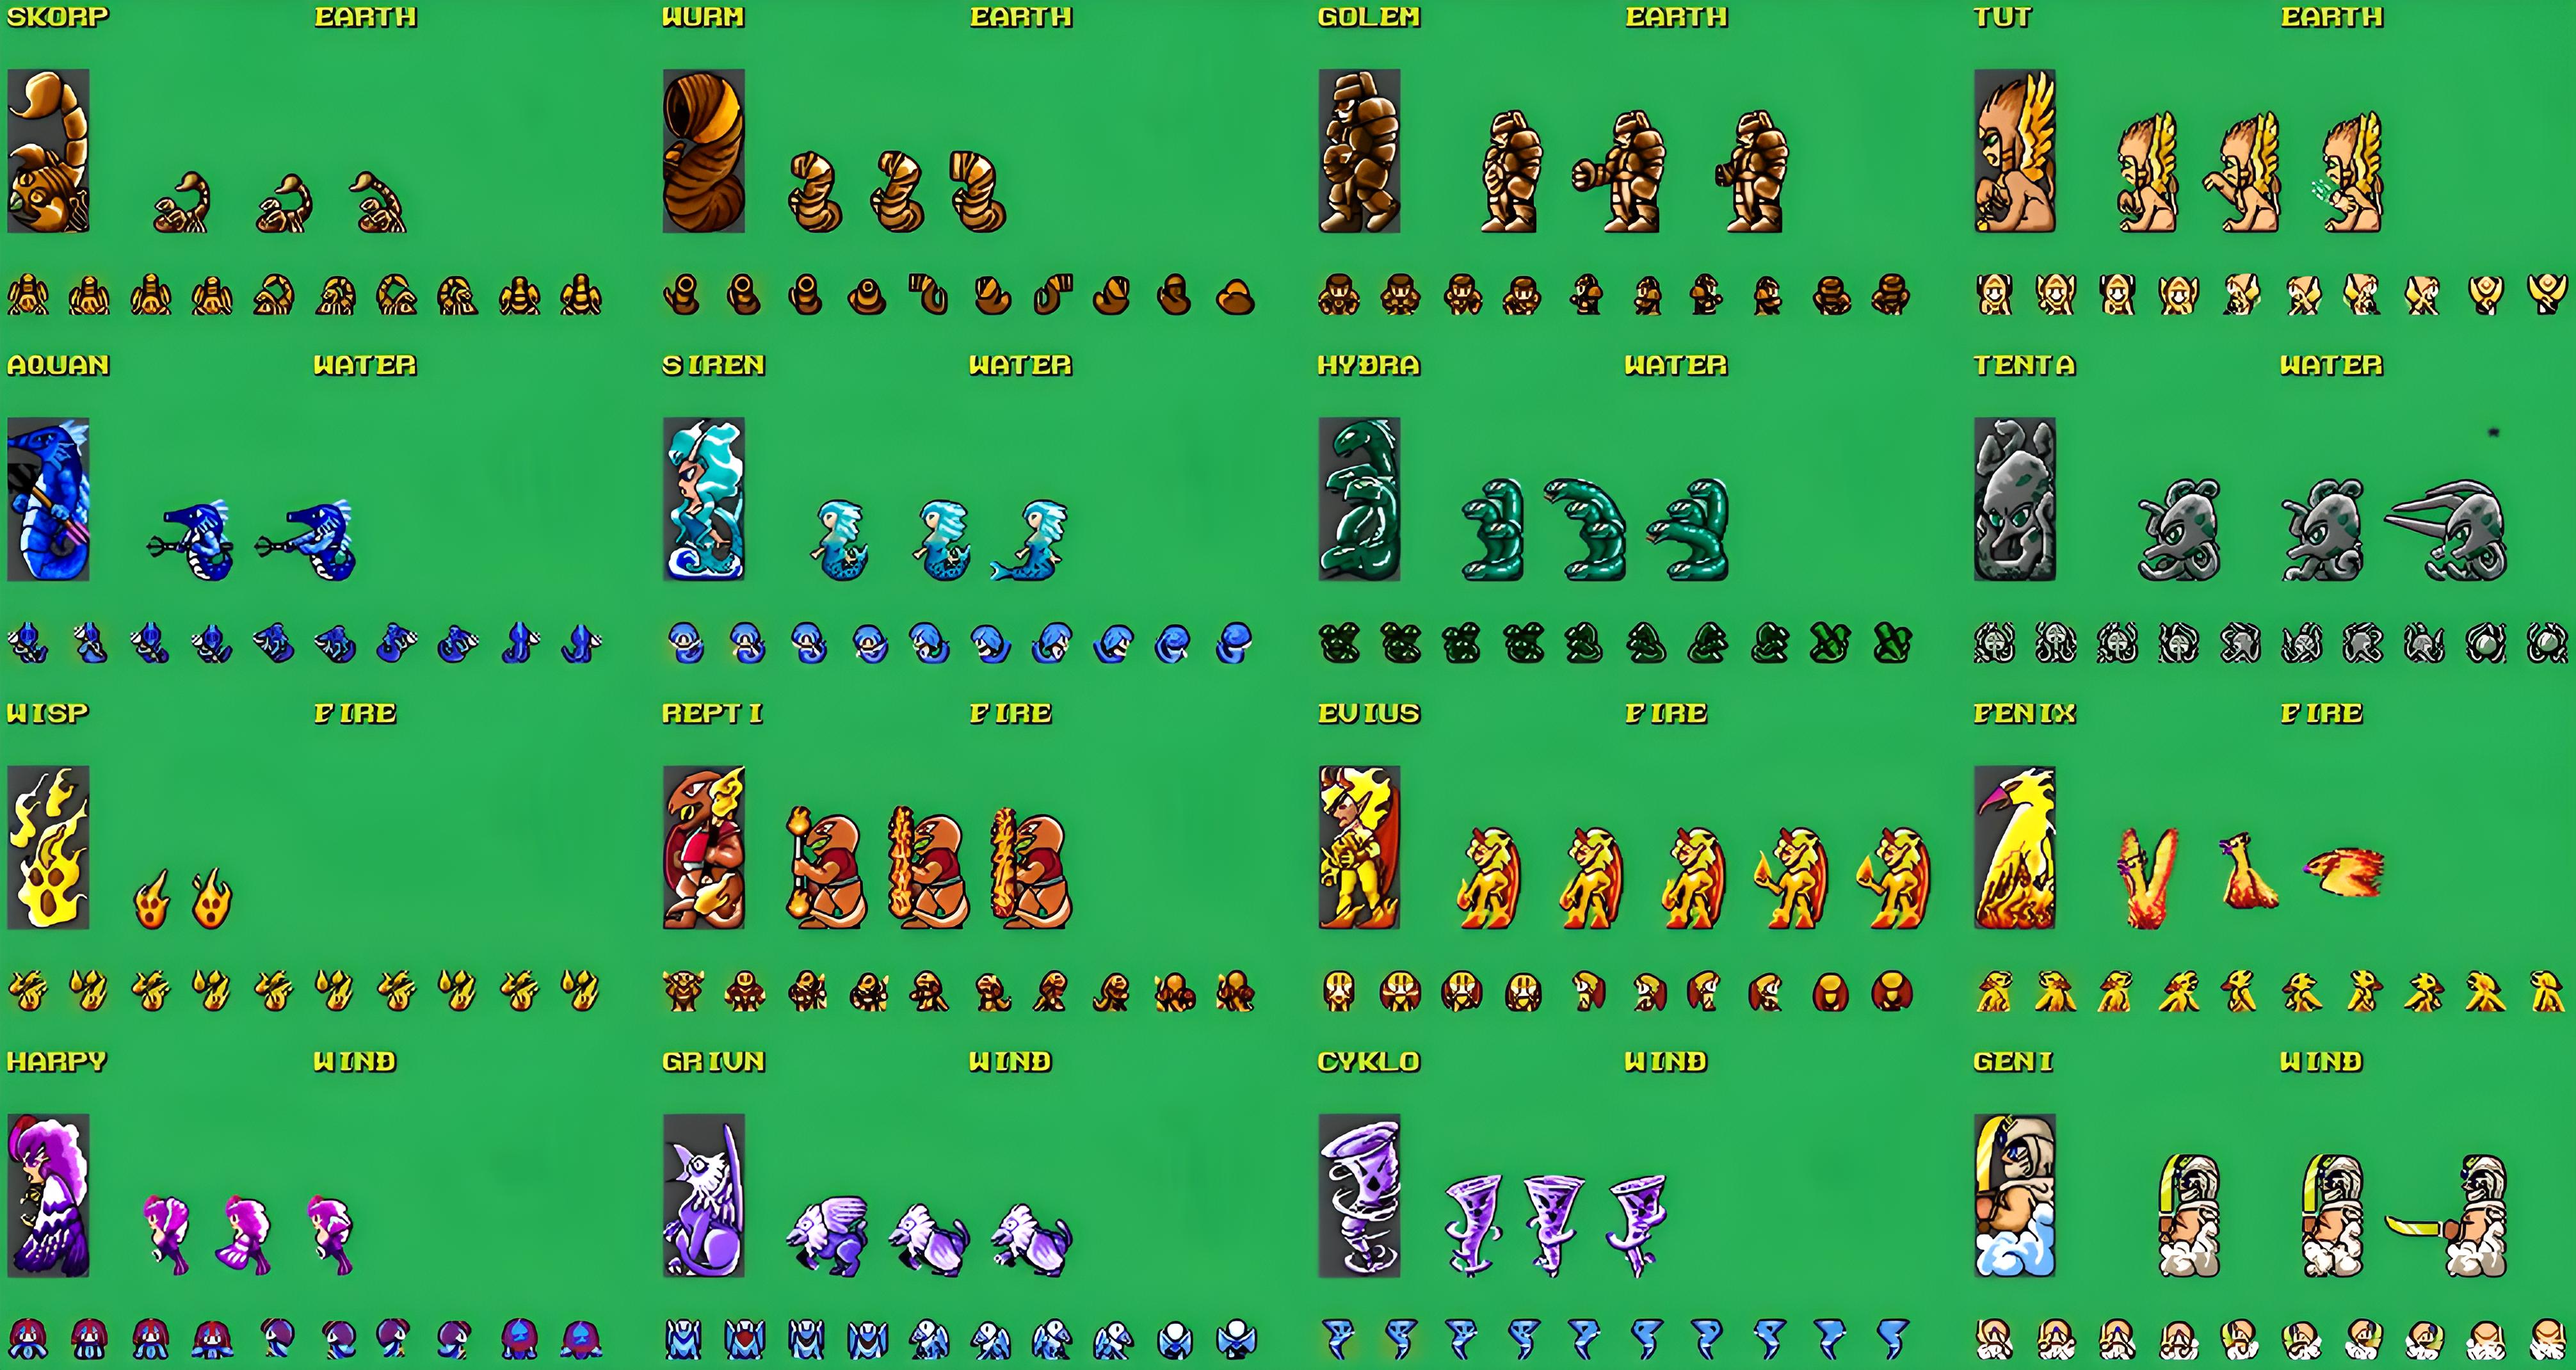 SKORP EARTH WURM EARTH GOLEM EARTH TUT EARTH
AQUAN WATER SIREN WATER HYDRA WATER TENTA WATER
WISP FIRE REPTI FIRE EVIUS FIRE FENIX FIRE
HARPY WIND GRIVN WIND CYKLO WIND GENI WIND